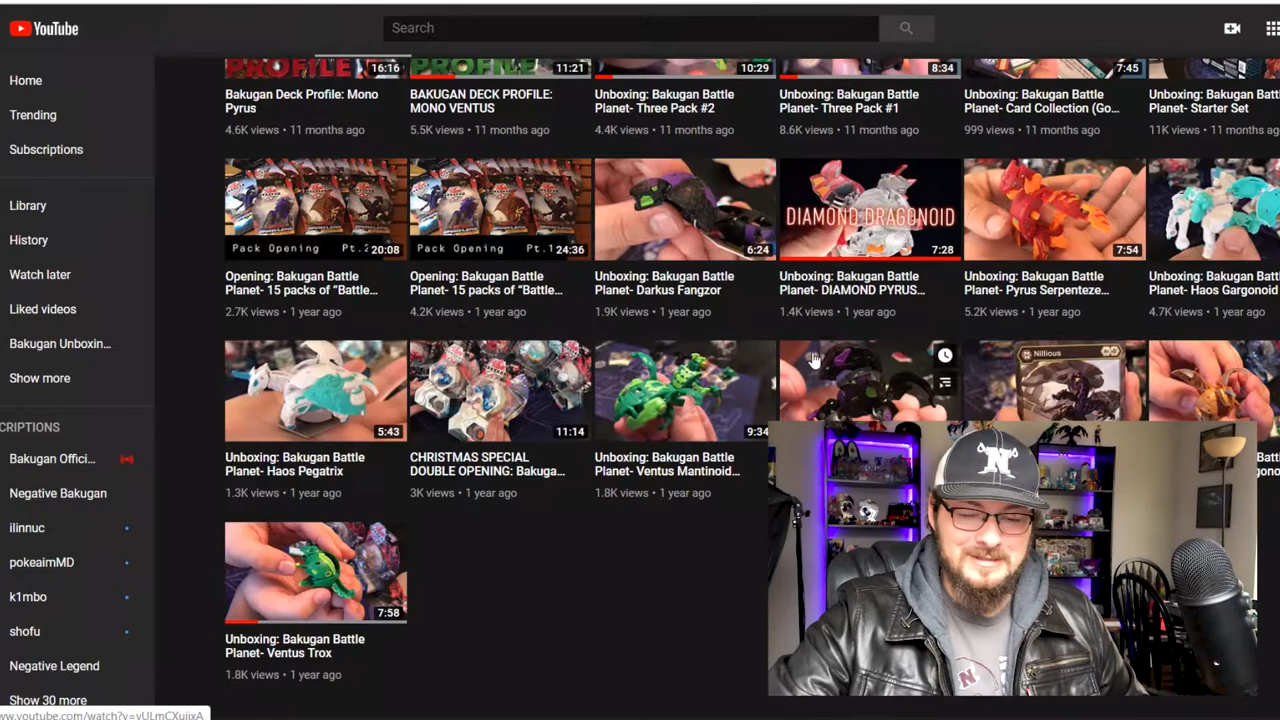 YouTube
Search
Home
Trending
Subscriptions
Library
History
Watch later
Liked videos
Bakugan Unboxin...
Show more
CRIPTIONS
Bakugan Offici...
Negative Bakugan
ilinnuc
pokeaimMD
k1mbo
shofu
Negative Legend
Show 30 more
PROFILE 16:16
PROFILE 11:21
10:29
8:34
7:45
Bakugan Deck Profile: Mono
Pyrus
4.6K views • 11 months ago
BAKUGAN DECK PROFILE:
MONO VENTUS
5.5K views • 11 months ago
Unboxing: Bakugan Battle
Planet- Three Pack #2
4.4K views • 11 months ago
Unboxing: Bakugan Battle
Planet- Three Pack #1
8.6K views • 11 months ago
Unboxing: Bakugan Battle
Planet- Card Collection (Go...
999 views • 11 months ago
Unboxing: Bakugan Battle
Planet- Starter Set
11K views • 11 months ago
Pack Opening Pt.2
20:08
Pack Opening Pt.1
24:36
6:24
DIAMOND DRAGONOID
7:28
7:54
Opening: Bakugan Battle
Planet- 15 packs of “Battle...
2.7K views • 1 year ago
Opening: Bakugan Battle
Planet- 15 packs of “Battle...
4.2K views • 1 year ago
Unboxing: Bakugan Battle
Planet- Darkus Fangzor
1.9K views • 1 year ago
Unboxing: Bakugan Battle
Planet- DIAMOND PYRUS...
1.4K views • 1 year ago
Unboxing: Bakugan Battle
Planet- Pyrus Serpenteze...
5.2K views • 1 year ago
Unboxing: Bakugan Battle
Planet- Haos Gargonoid
4.7K views • 1 year ago
5:43
11:14
9:34
Nillious
Unboxing: Bakugan Battle
Planet- Haos Pegatrix
1.3K views • 1 year ago
CHRISTMAS SPECIAL
DOUBLE OPENING: Bakuga...
3K views • 1 year ago
Unboxing: Bakugan Battle
Planet- Ventus Mantinoid...
1.8K views • 1 year ago
N
7:58
Unboxing: Bakugan Battle
Planet- Ventus Trox
1.8K views • 1 year ago